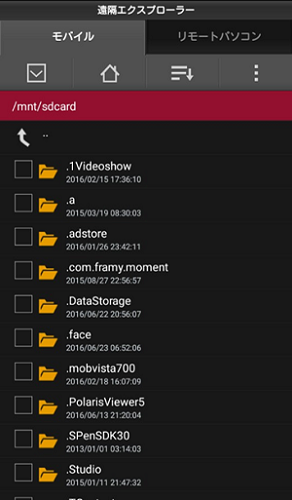 遠隔エクスプローラー
モバイル
リモートパソコン
/mnt/sdcard
..
.1Videoshow
2016/02/15 17:36:10
.a
2015/03/19 08:30:03
.adstore
2016/01/26 23:42:11
.com.framy.moment
2015/08/27 22:56:57
.DataStorage
2016/06/22 20:56:07
.face
2016/06/23 06:52:06
.mobvista700
2016/02/18 16:07:09
.PolarisViewer5
2016/06/13 21:20:04
.SPenSDK30
2013/01/01 03:14:03
.Studio
2015/01/11 21:47:32